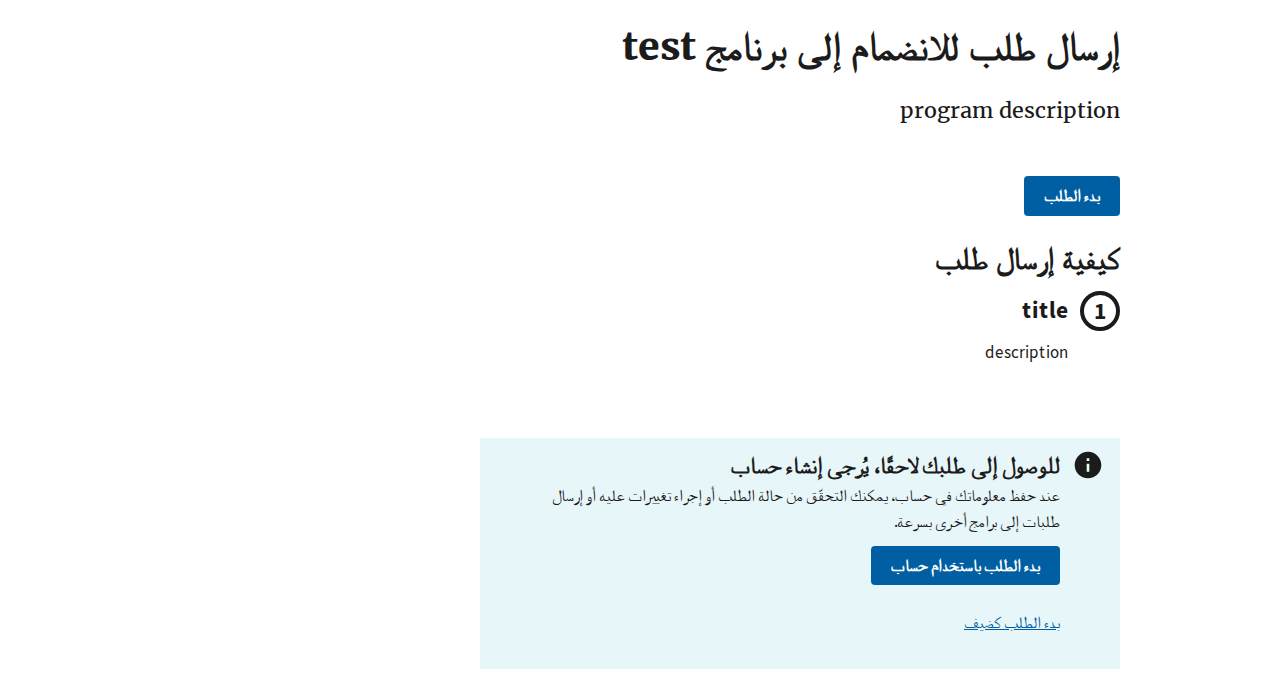 إرسال طلب للانضمام إلى برنامج test
program description
بدء الطلب
كيفية إرسال طلب
1 title
description
للوصول إلى طلبك لاحقًا، يُرجى إنشاء حساب
عند حفظ معلوماتك في حساب، يمكنك التحقّق من حالة الطلب أو إجراء تغييرات عليه أو إرسال
طلبات إلى برامج أخرى بسرعة.
بدء الطلب باستخدام حساب
بدء الطلب كضيف